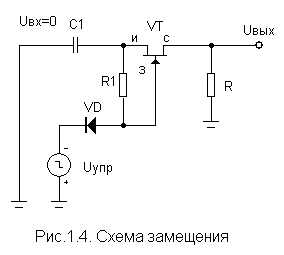 Uвх=0
C1
VT
Uвых
и
с
R1
з
R
VD
−
Uупр
+
Рис.1.4. Схема замещения